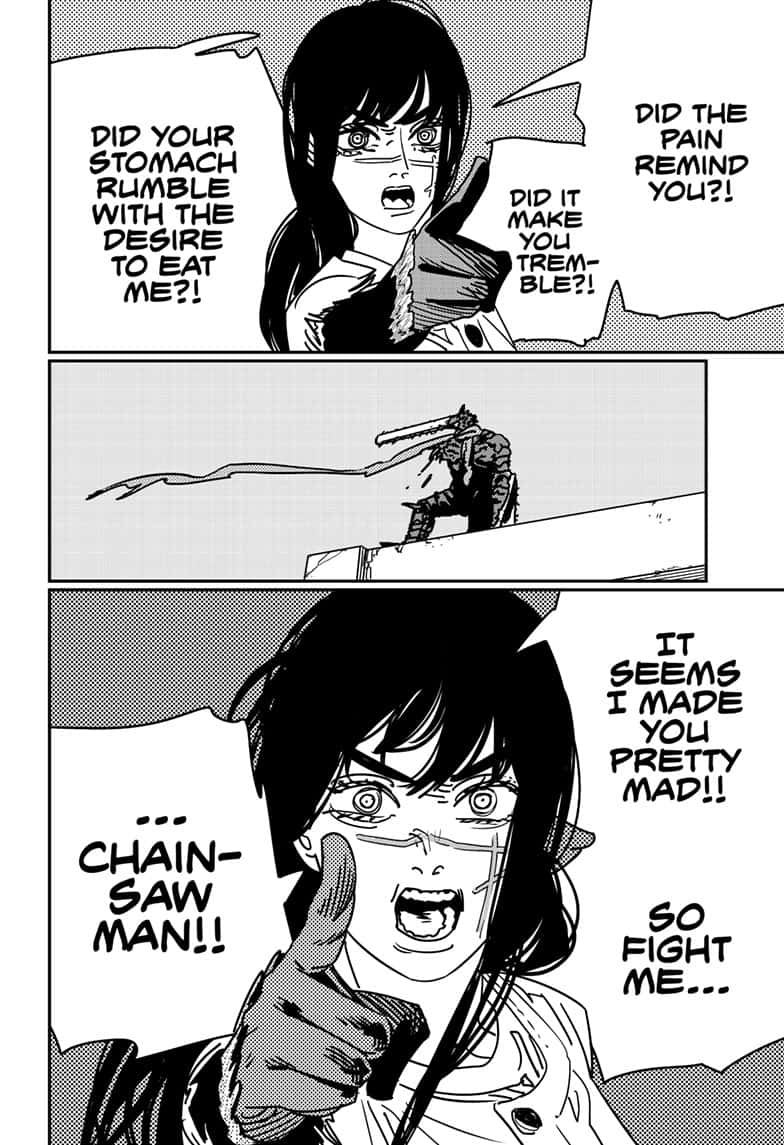 DID THE
PAIN
REMIND
YOU?!
DID IT
MAKE
YOU
TREM-
BLE?!
DID YOUR
STOMACH
RUMBLE
WITH THE
DESIRE
TO EAT
ME?!
IT
SEEMS
I MADE
YOU
PRETTY
MAD!!
SO
FIGHT
ME...
...
CHAIN-
SAW
MAN!!